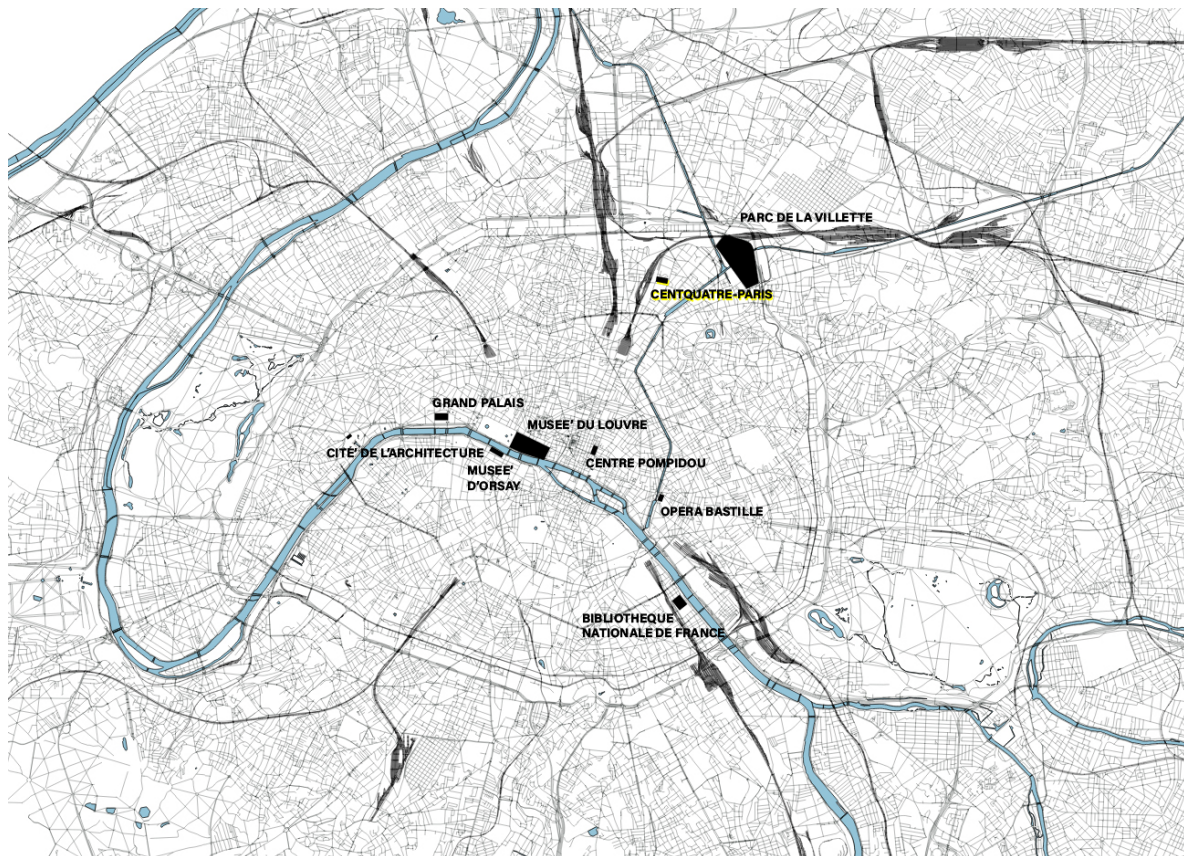 PARC DE LA VILLETTE
CENTQUATRE-PARIS
GRAND PALAIS
MUSEE' DU LOUVRE
CITE' DE L'ARCHITECTURE
MUSEE'
D'ORSAY
CENTRE POMPIDOU
OPERA BASTILLE
BIBLIOTHEQUE
NATIONALE DE FRANCE